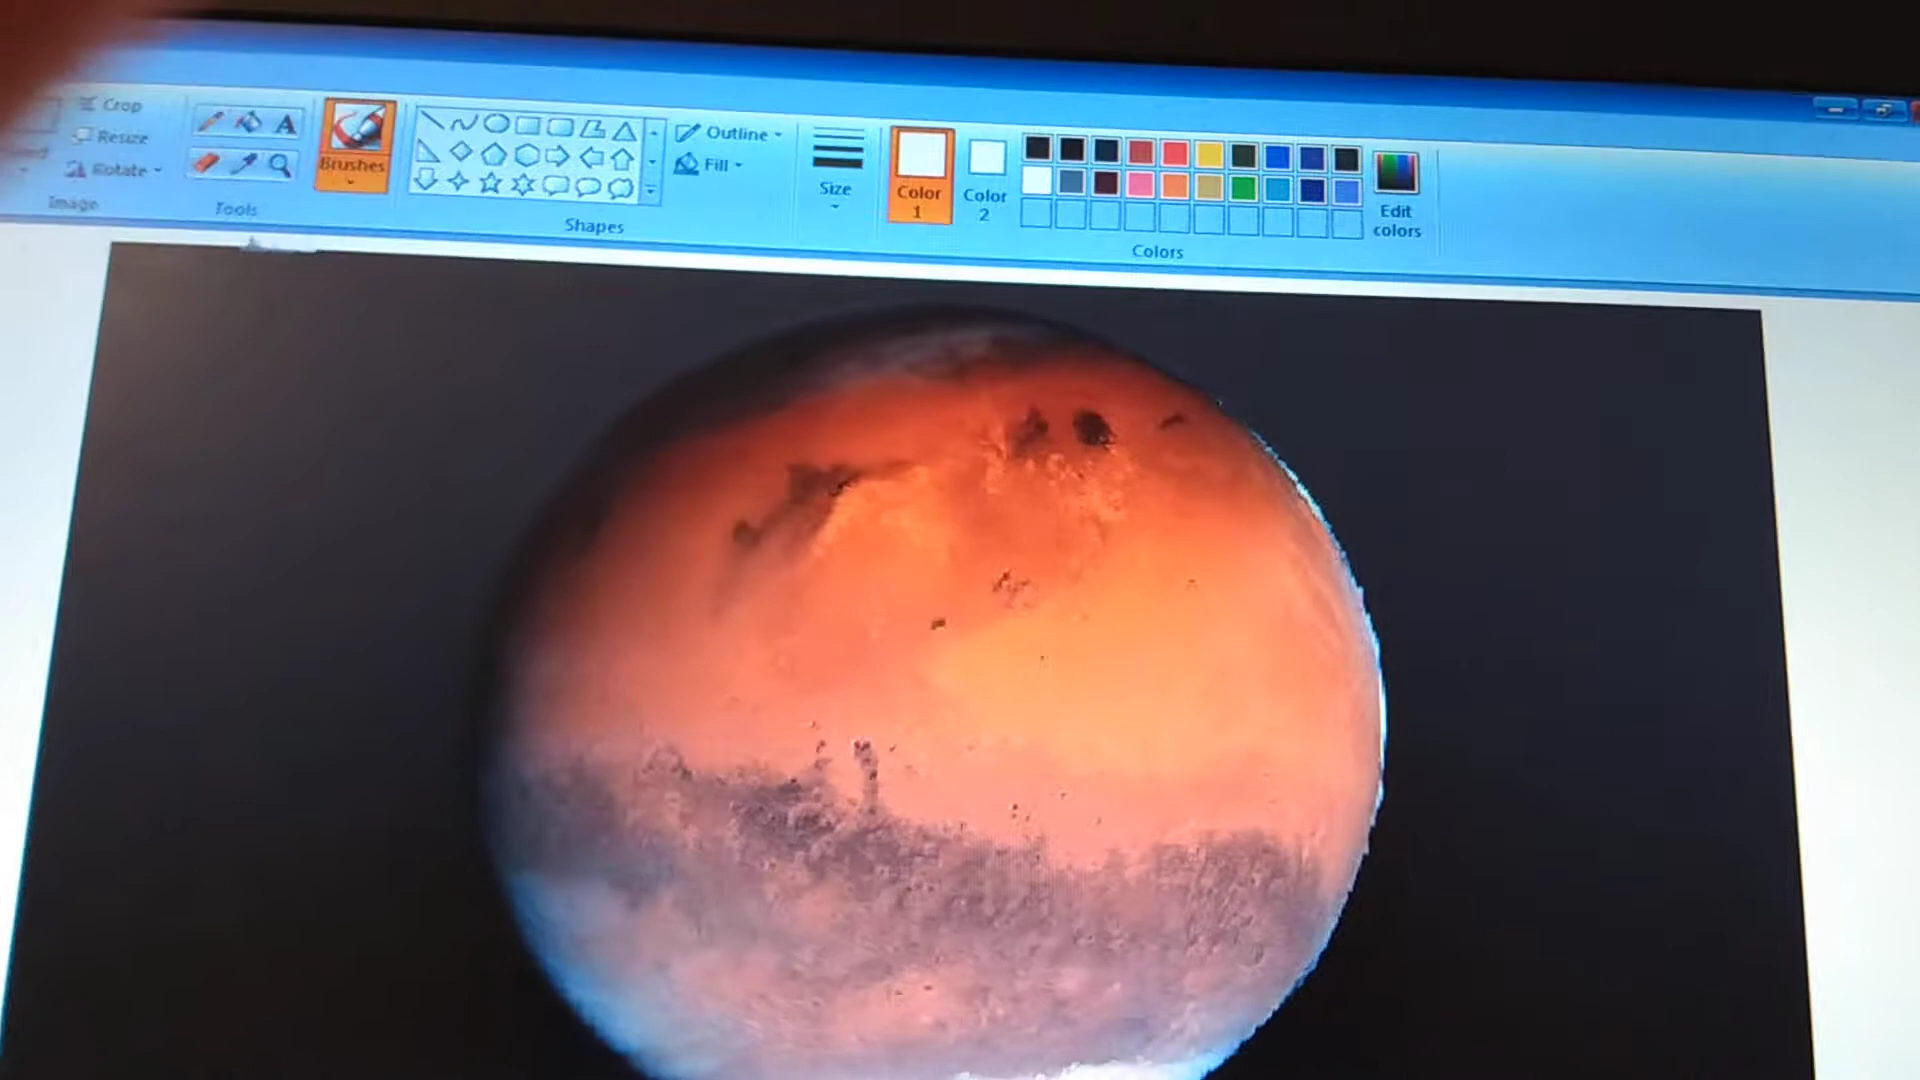 Crop
Resize
Rotate
Image
A
Tools
Brushes
Shapes
Outline
Fill
Size
Color
1
Color
2
Edit
colors
Colors